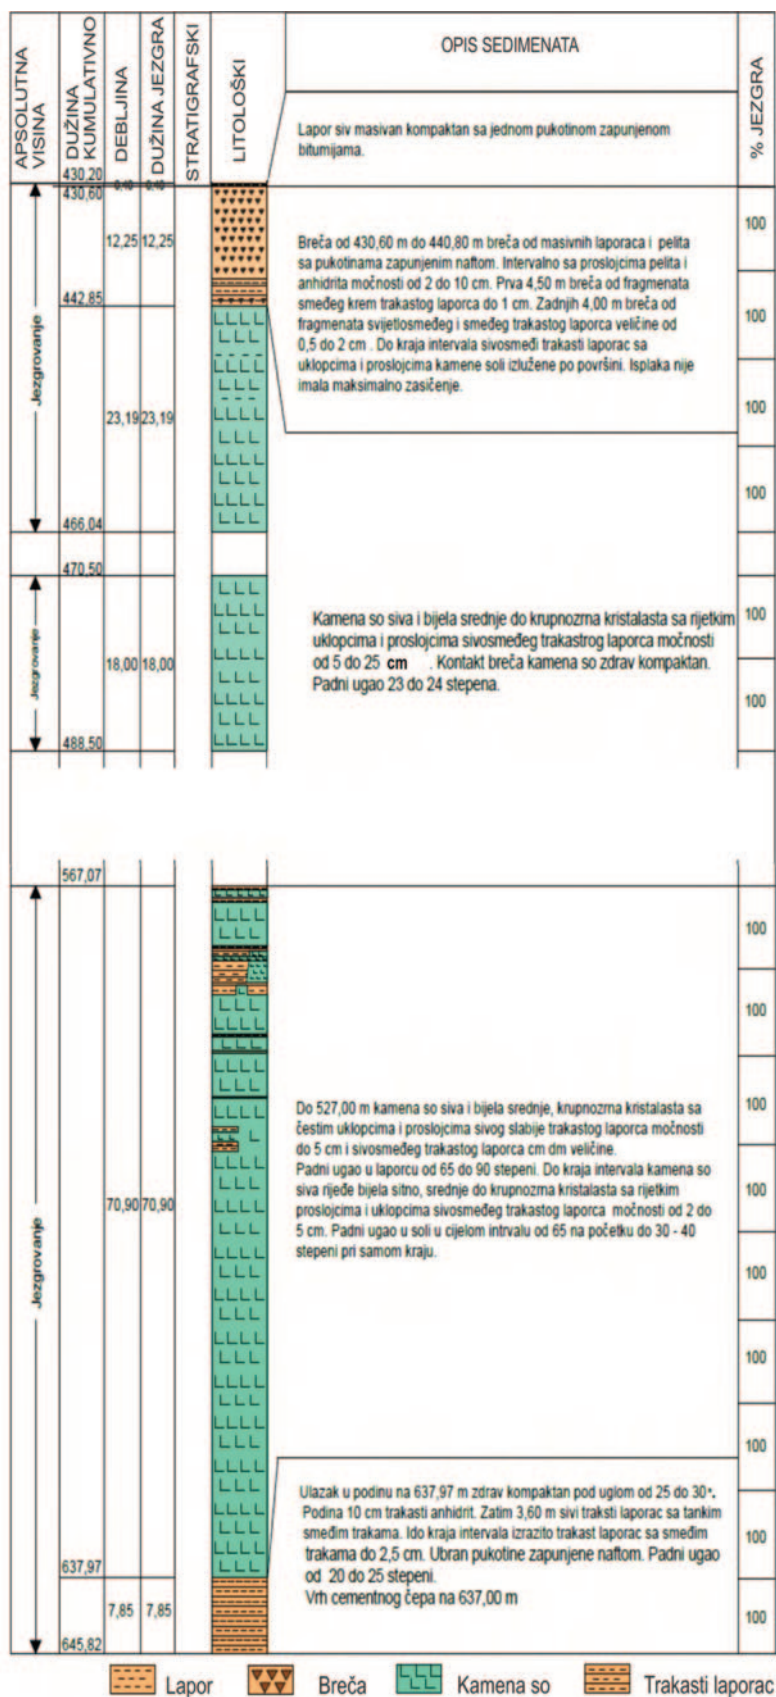 APSOLUTNA
VISINA
DUŽINA
KUMULATIVNO
DEBLJINA
DUŽINA JEZGRA
STRATIGRAFSKI
LITOLOŠKI
OPIS SEDIMENATA
% JEZGRA
Lapor siv masivan kompaktan sa jednom pukotinom zapunjenom
bitumijama.
430,20
0,40
0,40
430,60
Jezgrovanje
12,25
12,25
442,85
Breča od 430,60 m do 440,80 m breča od masivnih laporaca i pelita
sa pukotinama zapunjenim naftom. Intervalno sa proslojcima pelita i
anhidrita močnosti od 2 do 10 cm. Prva 4,50 m breča od fragmenata
smeđeg krem trakastog laporca do 1 cm. Zadnjih 4,00 m breča od
fragmenata svijetlosmeđeg i smeđeg trakastog laporca veličine od
0,5 do 2 cm . Do kraja intervala sivosmeđi trakasti laporac sa
uklopcima i proslojcima kamene soli izlužene po površini. Isplaka nije
imala maksimalno zasičenje.
100
100
100
100
23,19
23,19
466,04
470,50
Jezgrovanje
18,00
18,00
488,50
Kamena so siva i bijela srednje do krupnozrna kristalasta sa rijetkim
uklopcima i proslojcima sivosmeđeg trakastrog laporca močnosti
od 5 do 25 cm . Kontakt breča kamena so zdrav kompaktan.
Padni ugao 23 do 24 stepena.
100
100
567,07
Jezgrovanje
70,90
70,90
Do 527,00 m kamena so siva i bijela srednje, krupnozrna kristalasta sa
čestim uklopcima i proslojcima sivog slabije trakastog laporca močnosti
do 5 cm i sivosmeđeg trakastog laporca cm dm veličine.
Padni ugao u laporcu od 65 do 90 stepeni. Do kraja intervala kamena so
siva rijeđe bijela sitno, srednje do krupnozrna kristalasta sa rijetkim
proslojcima i uklopcima sivosmeđeg trakastog laporca močnosti od 2 do
5 cm. Padni ugao u soli u cijelom intrvalu od 65 na početku do 30 - 40
stepeni pri samom kraju.
100
100
100
100
100
100
100
100
100
637,97
7,85
7,85
645,82
Ulazak u podinu na 637,97 m zdrav kompaktan pod uglom od 25 do 30°.
Podina 10 cm trakasti anhidrit. Zatim 3,60 m sivi traksti laporac sa tankim
smeđim trakama. Ido kraja intervala izrazito trakast laporac sa smeđim
trakama do 2,5 cm. Ubran pukotine zapunjene naftom. Padni ugao
od 20 do 25 stepeni.
Vrh cementnog čepa na 637,00 m
Lapor
Breča
Kamena so
Trakasti laporac